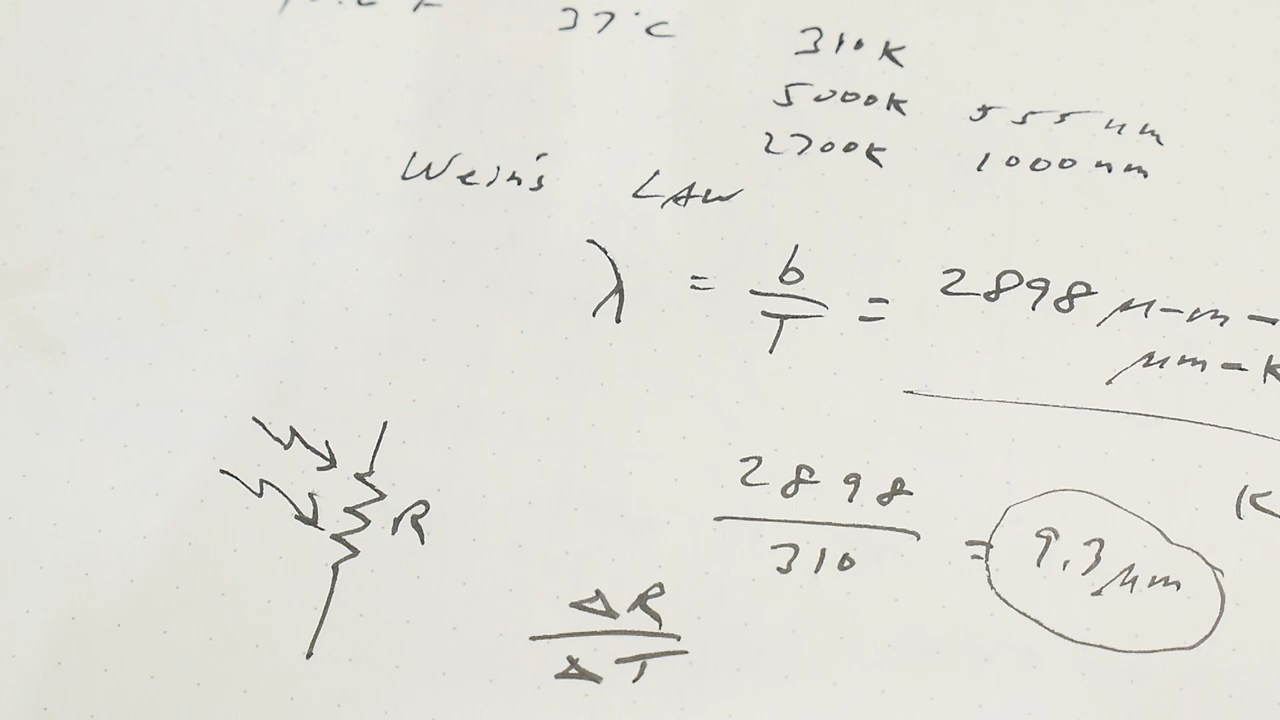 37°C
310K
5000K 555nm
2700K 1000nm
Wein's LAW
λ = b/T = 2898 μ-m-
μm-K
2898/310 = 9.3μm
K
R
ΔR/ΔT